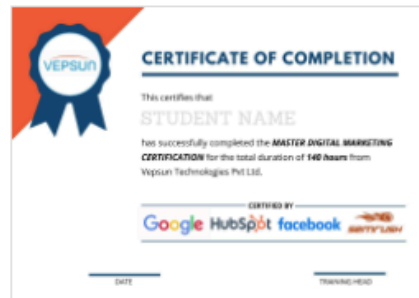 VEPSUN
CERTIFICATE OF COMPLETION
This certifies that
STUDENT NAME
has successfully completed the MASTER DIGITAL MARKETING
CERTIFICATION for the total duration of 140 hours from
Vepsun Technologies Pvt Ltd.
CERTIFIED BY
Google HubSpot facebook SEMrush
DATE
TRAINING HEAD